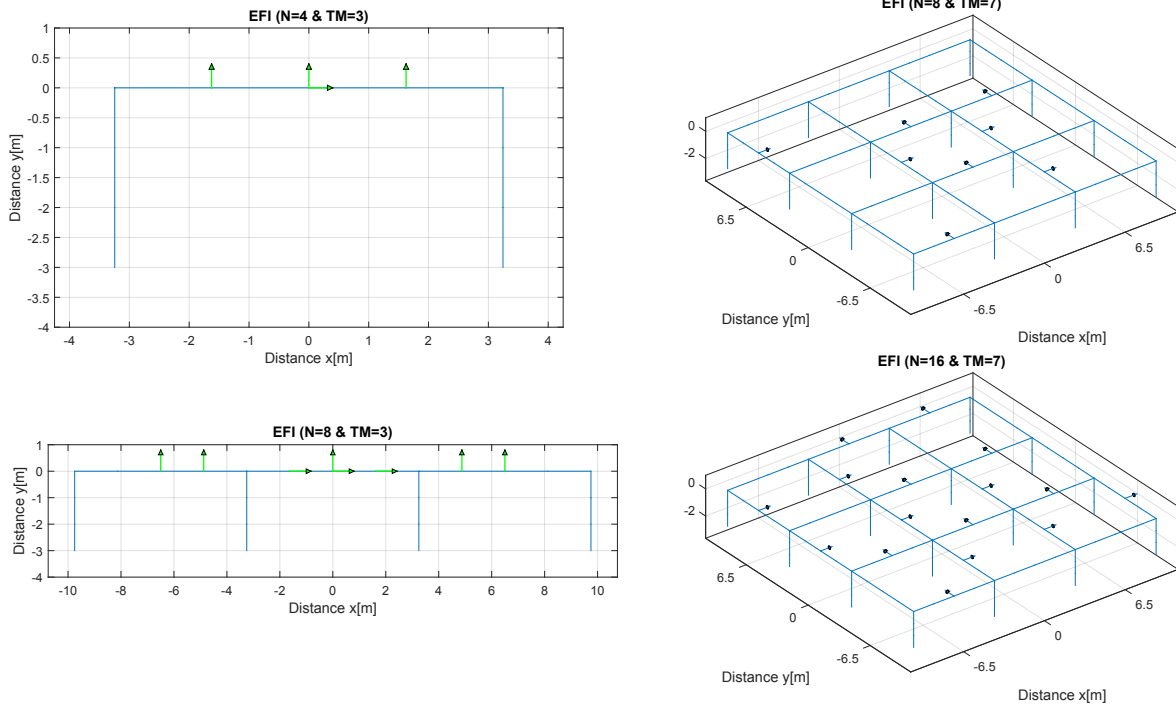 EFI (N=4 & TM=3)
1
0.5
0
-0.5
-1
-1.5
-2
-2.5
-3
-3.5
-4
Distance y[m]
-4 -3 -2 -1 0 1 2 3 4
Distance x[m]
EFI (N=8 & TM=7)
0
-2
6.5
0
-6.5
Distance y[m]
-6.5
0
6.5
Distance x[m]
EFI (N=8 & TM=3)
1
0
-1
-2
-3
-4
Distance y[m]
-10 -8 -6 -4 -2 0 2 4 6 8 10
Distance x[m]
EFI (N=16 & TM=7)
0
-2
6.5
0
-6.5
Distance y[m]
-6.5
0
6.5
Distance x[m]